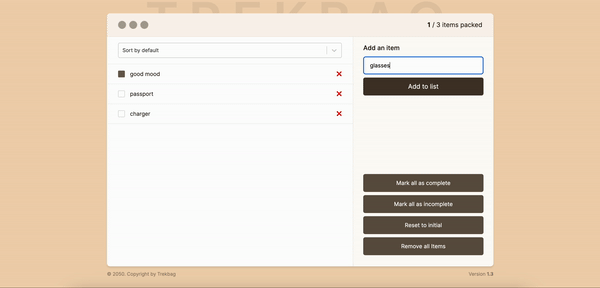 TREKBAG
1 / 3 items packed
Sort by default
good mood
passport
charger
Add an item
glasses
Add to list
Mark all as complete
Mark all as incomplete
Reset to initial
Remove all Items
© 2050. Copyright by Trekbag
Version 1.3